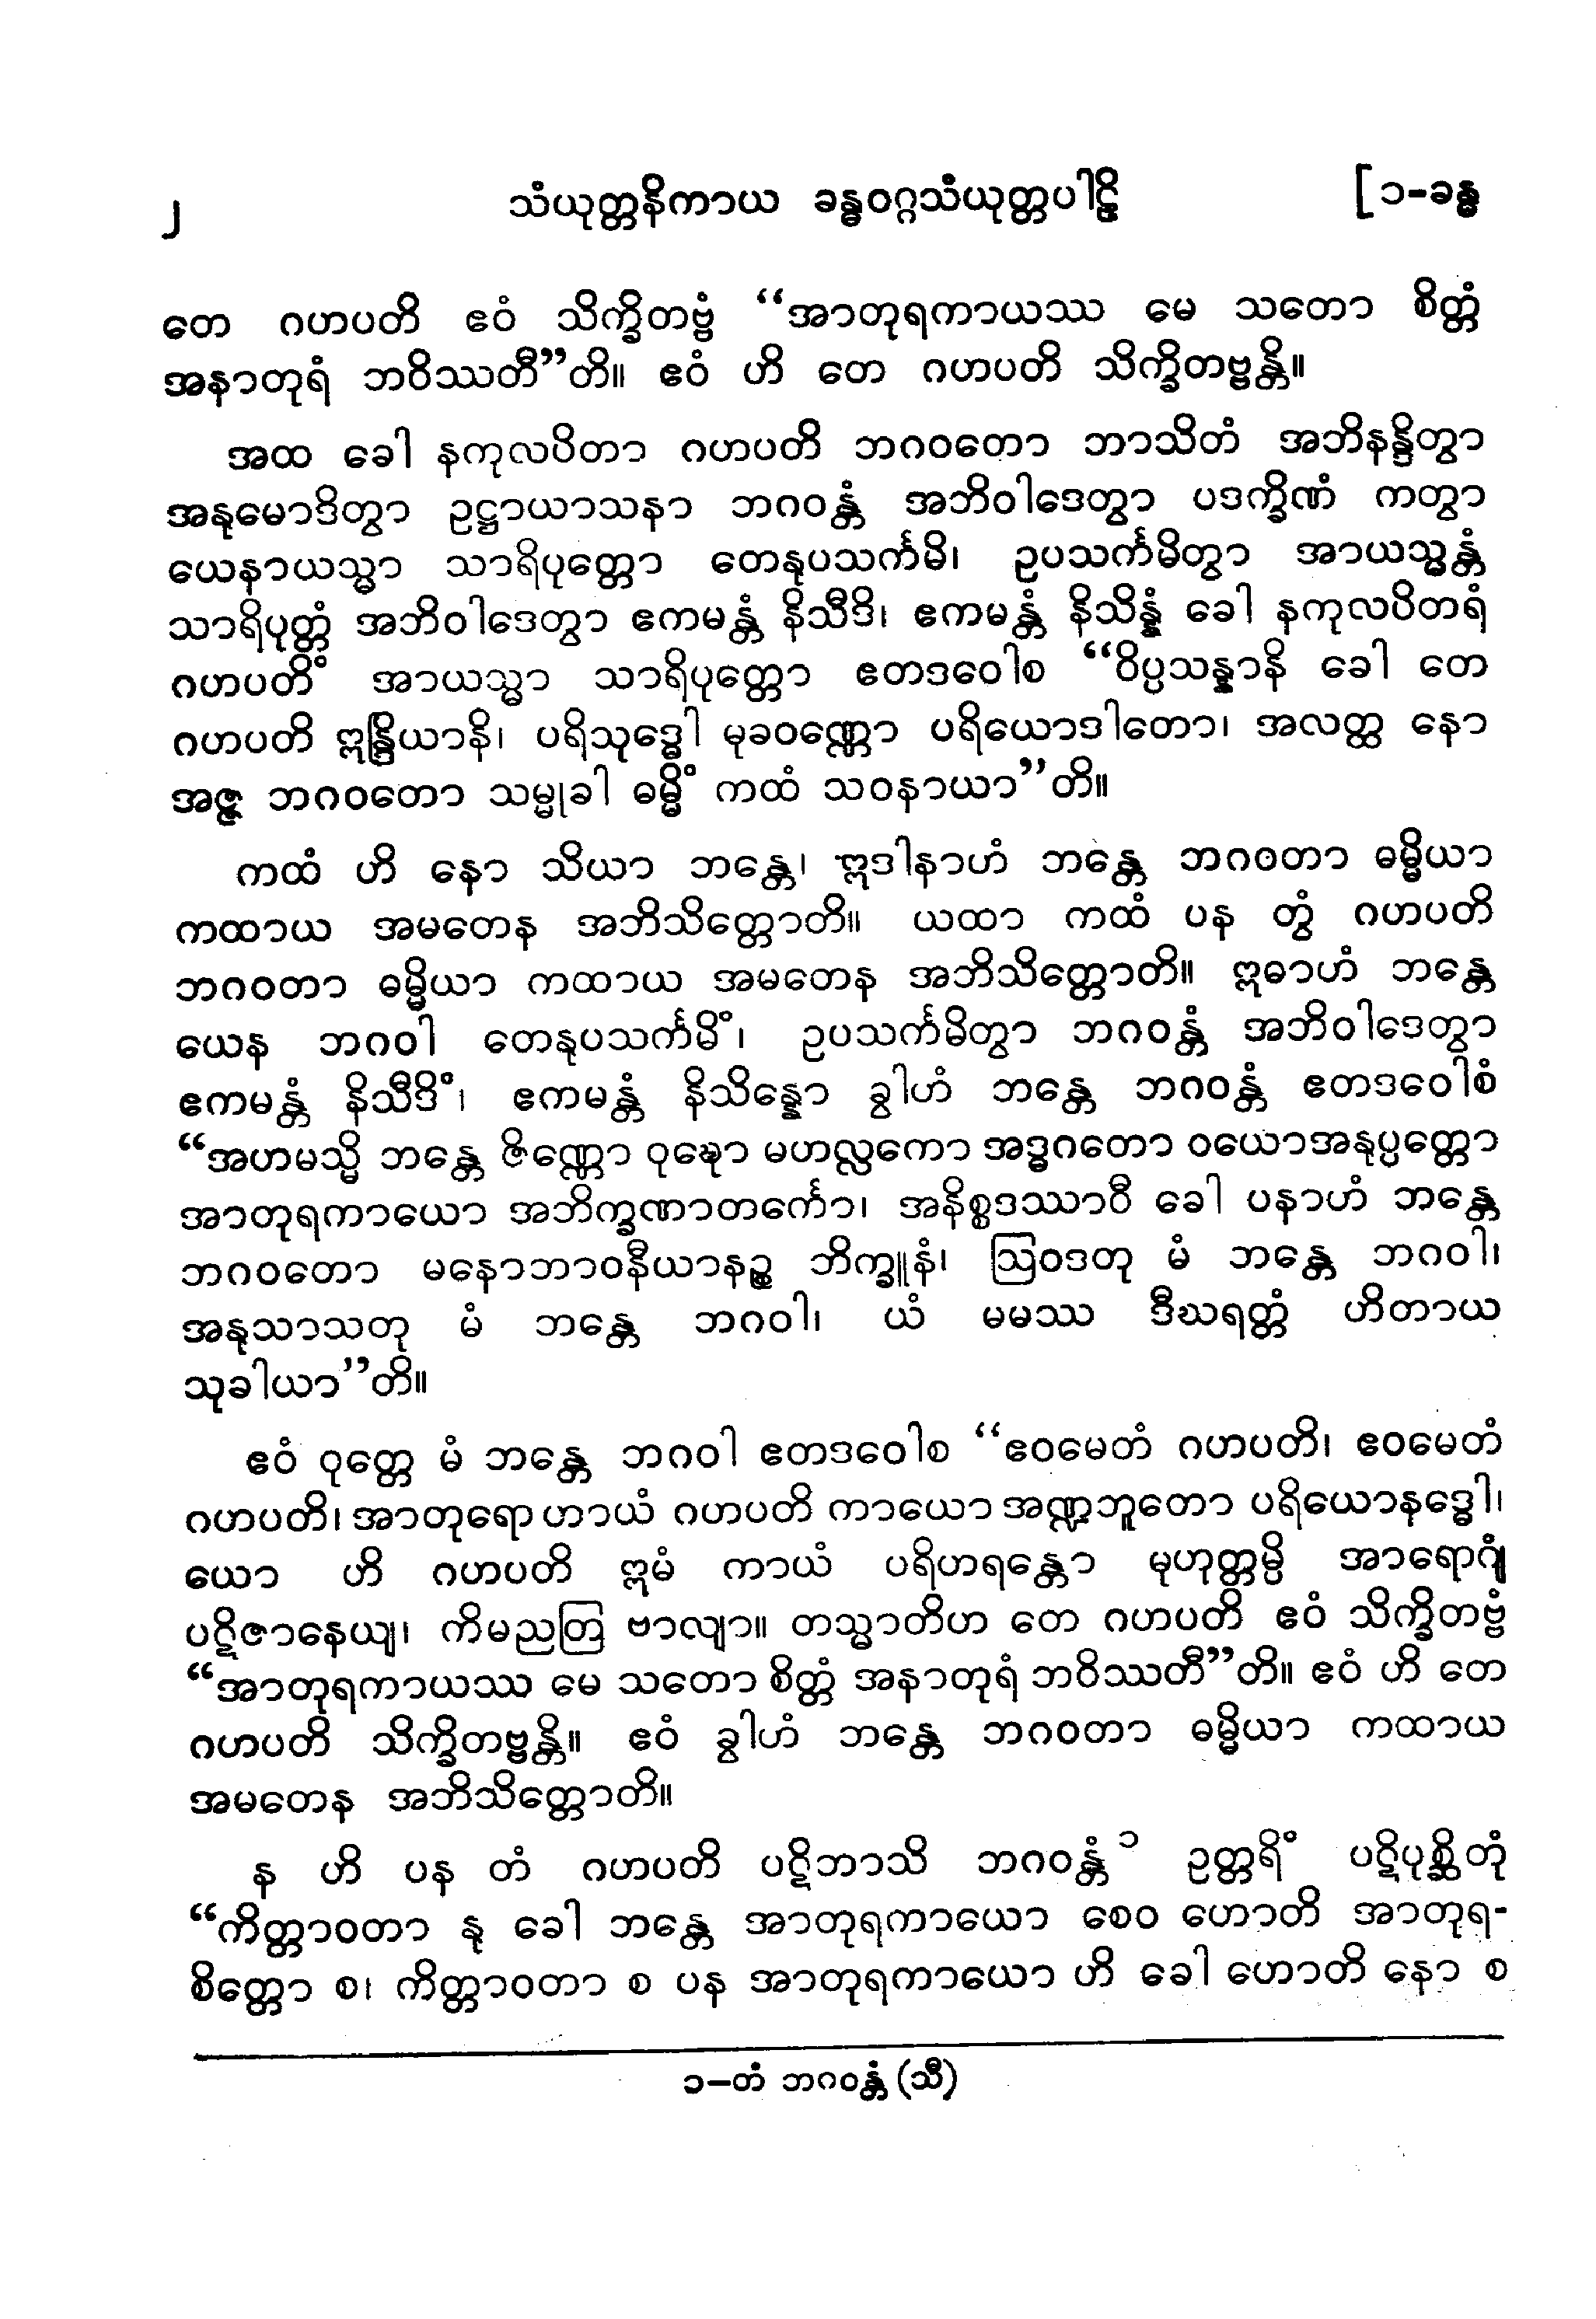 ၂ သံယုတ္တနိကာယ ခန္ဓဝဂ္ဂသံယုတ္တပါဠိ [၁-ခန္ဓ
တေ ဂဟပတိ ဧဝံ သိက္ခိတဗ္ဗံ “အာတုရကာယဿ မေ သတော စိတ္တံ
အနာတုရံ ဘဝိဿတီ”တိ။ ဧဝံ ဟိ တေ ဂဟပတိ သိက္ခိတဗ္ဗန္တိ။
အထ ခေါ နကုလပိတာ ဂဟပတိ ဘဂဝတော ဘာသိတံ အဘိနန္ဒိတွာ
အနုမောဒိတွာ ဥဋ္ဌာယာသနာ ဘဂဝန္တံ အဘိဝါဒေတွာ ပဒက္ခိဏံ ကတွာ
ယေနာယသ္မာ သာရိပုတ္တော တေနုပသင်္ကမိ၊ ဥပသင်္ကမိတွာ အာယသ္မန္တံ
သာရိပုတ္တံ အဘိဝါဒေတွာ ဧကမန္တံ နိသီဒိ၊ ဧကမန္တံ နိသိန္နံ ခေါ နကုလပိတရံ
ဂဟပတိံ အာယသ္မာ သာရိပုတ္တော ဧတဒဝေါစ “ဝိပ္ပသန္နာနိ ခေါ တေ
ဂဟပတိ ဣန္ဒြိယာနိ၊ ပရိသုဒ္ဓေါ မုခဝဏ္ဏော ပရိယောဒါတော၊ အလတ္ထ နော
အဇ္ဇ ဘဂဝတော သမ္မုခါ ဓမ္မိံ ကထံ သဝနာယာ”တိ။
ကထံ ဟိ နော သိယာ ဘန္တေ၊ ဣဒါနာဟံ ဘန္တေ ဘဂဝတာ ဓမ္မိယာ
ကထာယ အမတေန အဘိသိတ္တောတိ။ ယထာ ကထံ ပန တွံ ဂဟပတိ
ဘဂဝတာ ဓမ္မိယာ ကထာယ အမတေန အဘိသိတ္တောတိ။ ဣဓာဟံ ဘန္တေ
ယေန ဘဂဝါ တေနုပသင်္ကမိံ၊ ဥပသင်္ကမိတွာ ဘဂဝန္တံ အဘိဝါဒေတွာ
ဧကမန္တံ နိသီဒိံ၊ ဧကမန္တံ နိသိန္နော ခွါဟံ ဘန္တေ ဘဂဝန္တံ ဧတဒဝေါစံ
“အဟမသ္မိ ဘန္တေ ဇိဏ္ဏော ဝုဍ္ဎော မဟလ္လကော အဒ္ဓဂတော ဝယောအနုပ္ပတ္တော
အာတုရကာယော အဘိက္ခဏာတင်္ကော၊ အနိစ္စဒဿာဝီ ခေါ ပနာဟံ ဘန္တေ
ဘဂဝတော မနောဘာဝနီယာနဉ္စ ဘိက္ခူနံ၊ ဩဝဒတု မံ ဘန္တေ ဘဂဝါ၊
အနုသာသတု မံ ဘန္တေ ဘဂဝါ၊ ယံ မမဿ ဒီဃရတ္တံ ဟိတာယ
သုခါယာ”တိ။
ဧဝံ ဝုတ္တေ မံ ဘန္တေ ဘဂဝါ ဧတဒဝေါစ “ဧဝမေတံ ဂဟပတိ၊ ဧဝမေတံ
ဂဟပတိ၊ အာတုရော ဟာယံ ဂဟပတိ ကာယော အဏ္ဍဘူတော ပရိယောနဒ္ဓေါ၊
ယော ဟိ ဂဟပတိ ဣမံ ကာယံ ပရိဟရန္တော မုဟုတ္တမ္ပိ အာရောဂျံ
ပဋိဇာနေယျ၊ ကိမညတြ ဗာလျာ။ တသ္မာတိဟ တေ ဂဟပတိ ဧဝံ သိက္ခိတဗ္ဗံ
“အာတုရကာယဿ မေ သတော စိတ္တံ အနာတုရံ ဘဝိဿတီ”တိ။ ဧဝံ ဟိ တေ
ဂဟပတိ သိက္ခိတဗ္ဗန္တိ။ ဧဝံ ခွါဟံ ဘန္တေ ဘဂဝတာ ဓမ္မိယာ ကထာယ
အမတေန အဘိသိတ္တောတိ။
န ဟိ ပန တံ ဂဟပတိ ပဋိဘာသိ ဘဂဝန္တံ ၁ ဥတ္တရိံ ပဋိပုစ္ဆိတုံ
“ကိတ္တာဝတာ နု ခေါ ဘန္တေ အာတုရကာယော စေဝ ဟောတိ အာတုရ-
စိတ္တော စ၊ ကိတ္တာဝတာ စ ပန အာတုရကာယော ဟိ ခေါ ဟောတိ နော စ
၁–တံ ဘဂဝန္တံ (သီ)